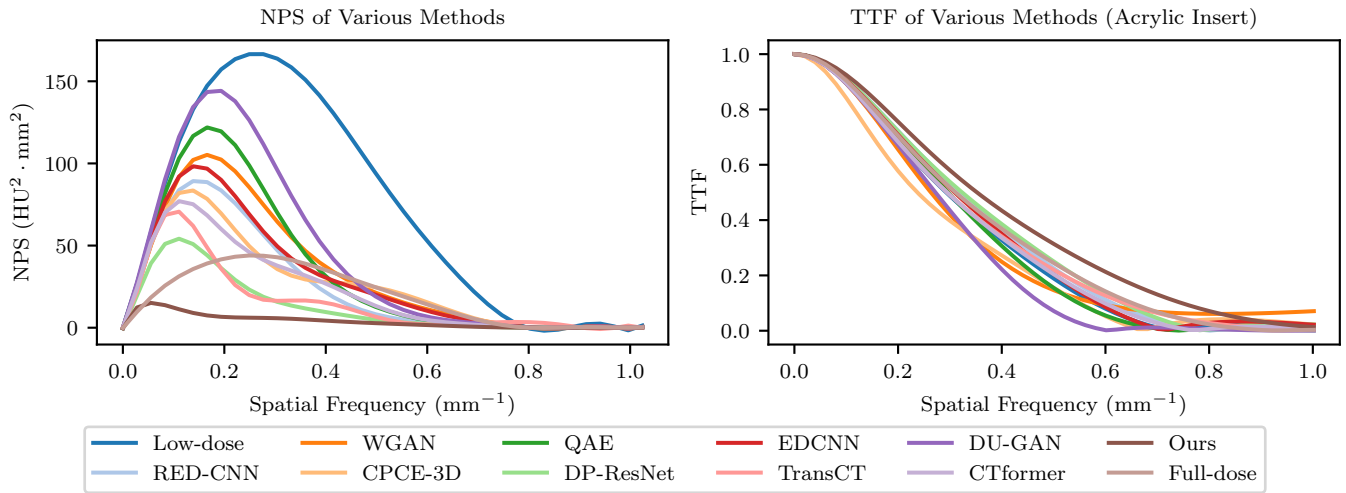 NPS of Various Methods
TTF of Various Methods (Acrylic Insert)
NPS (HU² · mm²)
150
100
50
0
0.0 0.2 0.4 0.6 0.8 1.0
Spatial Frequency (mm⁻¹)
TTF
1.0
0.8
0.6
0.4
0.2
0.0
0.0 0.2 0.4 0.6 0.8 1.0
Spatial Frequency (mm⁻¹)
Low-dose WGAN QAE EDCNN DU-GAN Ours
RED-CNN CPCE-3D DP-ResNet TransCT CTformer Full-dose